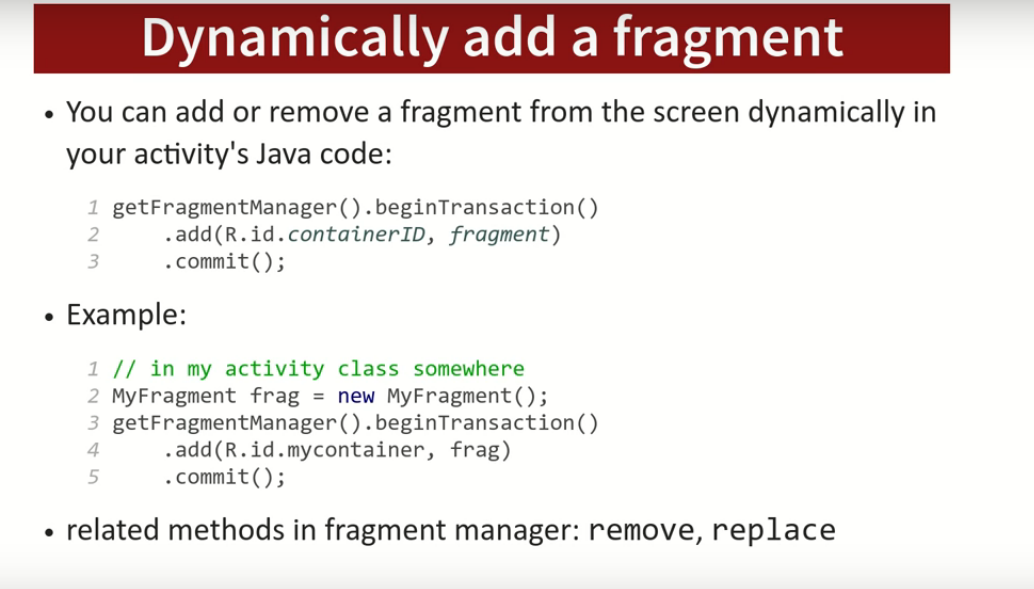 Dynamically add a fragment
• You can add or remove a fragment from the screen dynamically in
your activity's Java code:
1 getFragmentManager().beginTransaction()
2     .add(R.id.containerID, fragment)
3     .commit();
• Example:
1 // in my activity class somewhere
2 MyFragment frag = new MyFragment();
3 getFragmentManager().beginTransaction()
4     .add(R.id.mycontainer, frag)
5     .commit();
• related methods in fragment manager: remove, replace